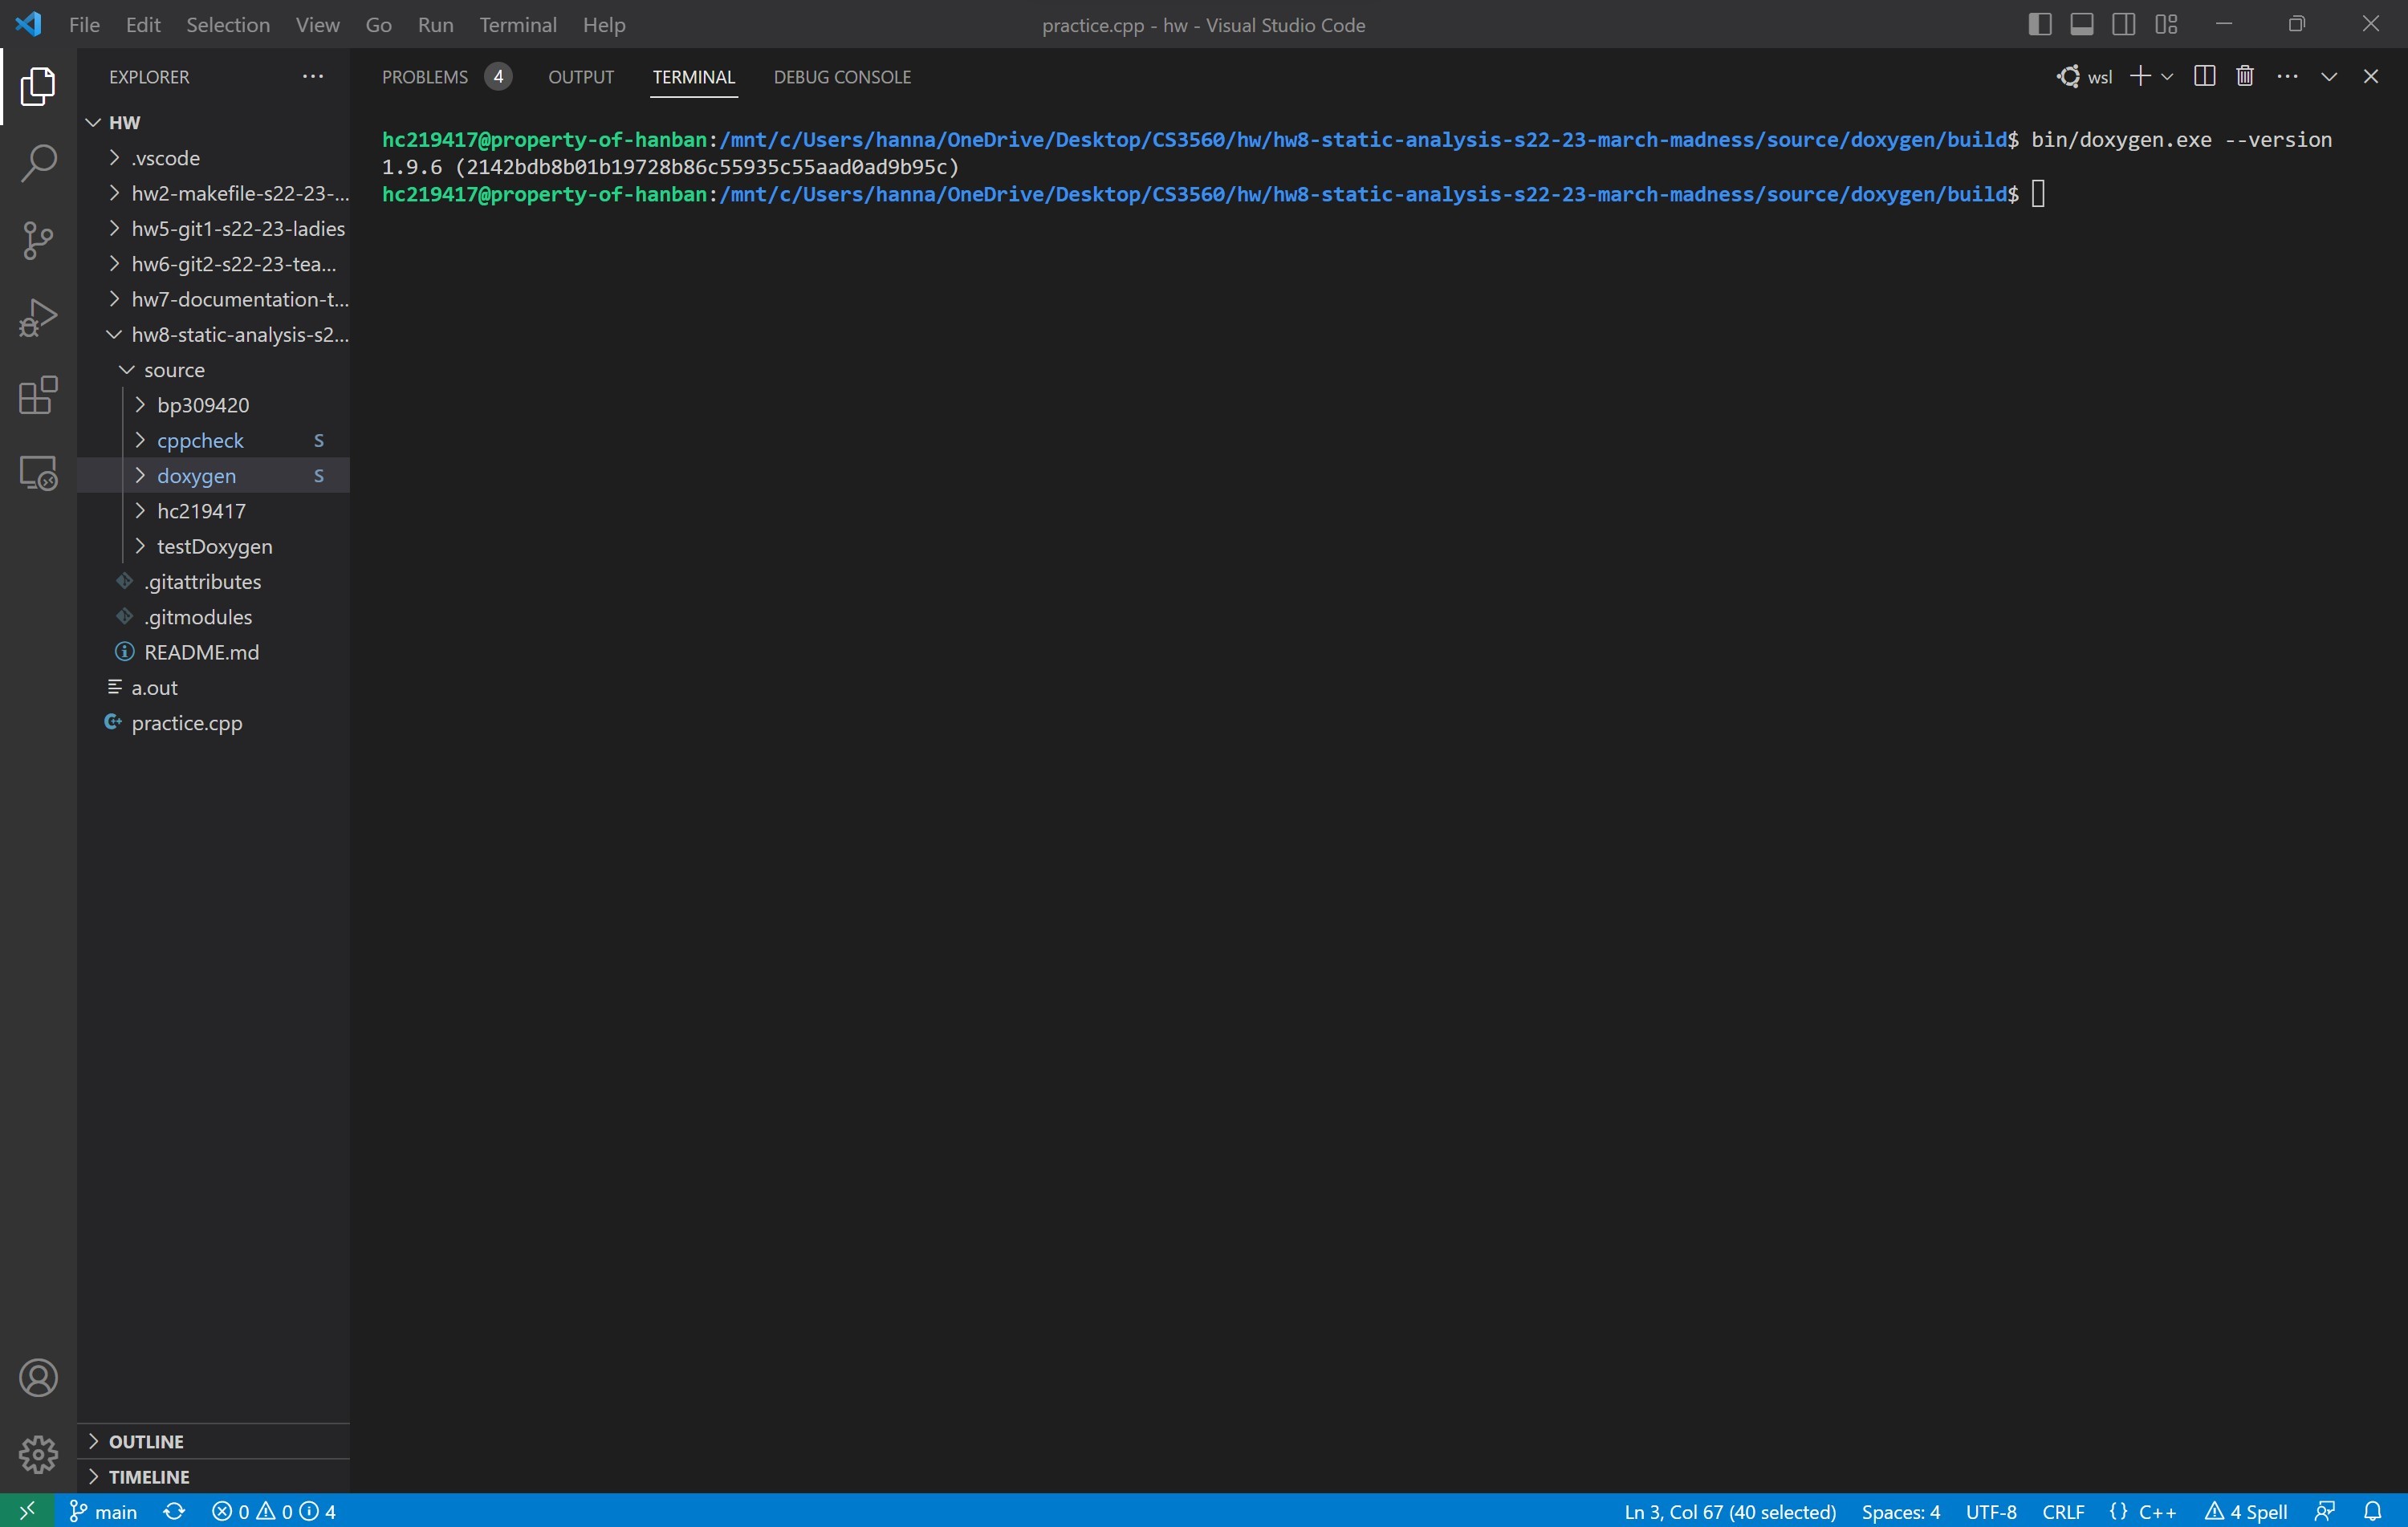 File Edit Selection View Go Run Terminal Help practice.cpp - hw - Visual Studio Code
EXPLORER
HW
.vscode
hw2-makefile-s22-23-...
hw5-git1-s22-23-ladies
hw6-git2-s22-23-tea...
hw7-documentation-t...
hw8-static-analysis-s2...
source
bp309420
cppcheck S
doxygen S
hc219417
testDoxygen
.gitattributes
.gitmodules
README.md
a.out
practice.cpp
OUTLINE
TIMELINE
PROBLEMS 4 OUTPUT TERMINAL DEBUG CONSOLE wsl
hc219417@property-of-hanban:/mnt/c/Users/hanna/OneDrive/Desktop/CS3560/hw/hw8-static-analysis-s22-23-march-madness/source/doxygen/build$ bin/doxygen.exe --version
1.9.6 (2142bdb8b01b19728b86c55935c55aad0ad9b95c)
hc219417@property-of-hanban:/mnt/c/Users/hanna/OneDrive/Desktop/CS3560/hw/hw8-static-analysis-s22-23-march-madness/source/doxygen/build$
main 0 0 4 Ln 3, Col 67 (40 selected) Spaces: 4 UTF-8 CRLF {} C++ 4 Spell